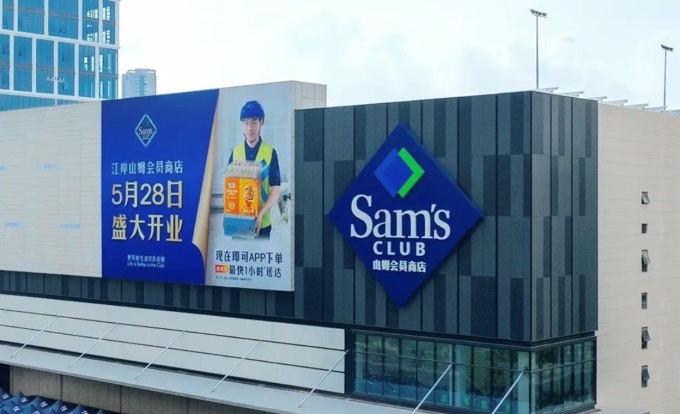 Sam's
CLUB
江岸山姆会员商店
5月28日
盛大开业
Life is Better in the Club
现在即可APP下单
最快1小时送达
Sam's
CLUB
山姆会员商店